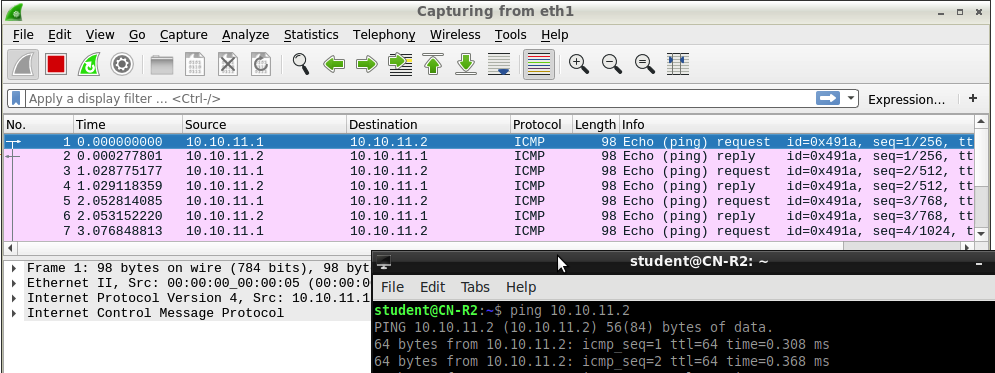 Capturing from eth1
File Edit View Go Capture Analyze Statistics Telephony Wireless Tools Help
Apply a display filter ... <Ctrl-/> Expression... +
No. Time Source Destination Protocol Length Info
1 0.000000000 10.10.11.1 10.10.11.2 ICMP 98 Echo (ping) request id=0x491a, seq=1/256, tt
2 0.000277801 10.10.11.2 10.10.11.1 ICMP 98 Echo (ping) reply id=0x491a, seq=1/256, tt
3 1.028775177 10.10.11.1 10.10.11.2 ICMP 98 Echo (ping) request id=0x491a, seq=2/512, tt
4 1.029118359 10.10.11.2 10.10.11.1 ICMP 98 Echo (ping) reply id=0x491a, seq=2/512, tt
5 2.052814085 10.10.11.1 10.10.11.2 ICMP 98 Echo (ping) request id=0x491a, seq=3/768, tt
6 2.053152220 10.10.11.2 10.10.11.1 ICMP 98 Echo (ping) reply id=0x491a, seq=3/768, tt
7 3.076848813 10.10.11.1 10.10.11.2 ICMP 98 Echo (ping) request id=0x491a, seq=4/1024, t
Frame 1: 98 bytes on wire (784 bits), 98 byt
Ethernet II, Src: 00:00:00_00:00:05 (00:00:0
Internet Protocol Version 4, Src: 10.10.11.1
Internet Control Message Protocol
student@CN-R2: ~
File Edit Tabs Help
student@CN-R2:~$ ping 10.10.11.2
PING 10.10.11.2 (10.10.11.2) 56(84) bytes of data.
64 bytes from 10.10.11.2: icmp_seq=1 ttl=64 time=0.308 ms
64 bytes from 10.10.11.2: icmp_seq=2 ttl=64 time=0.368 ms